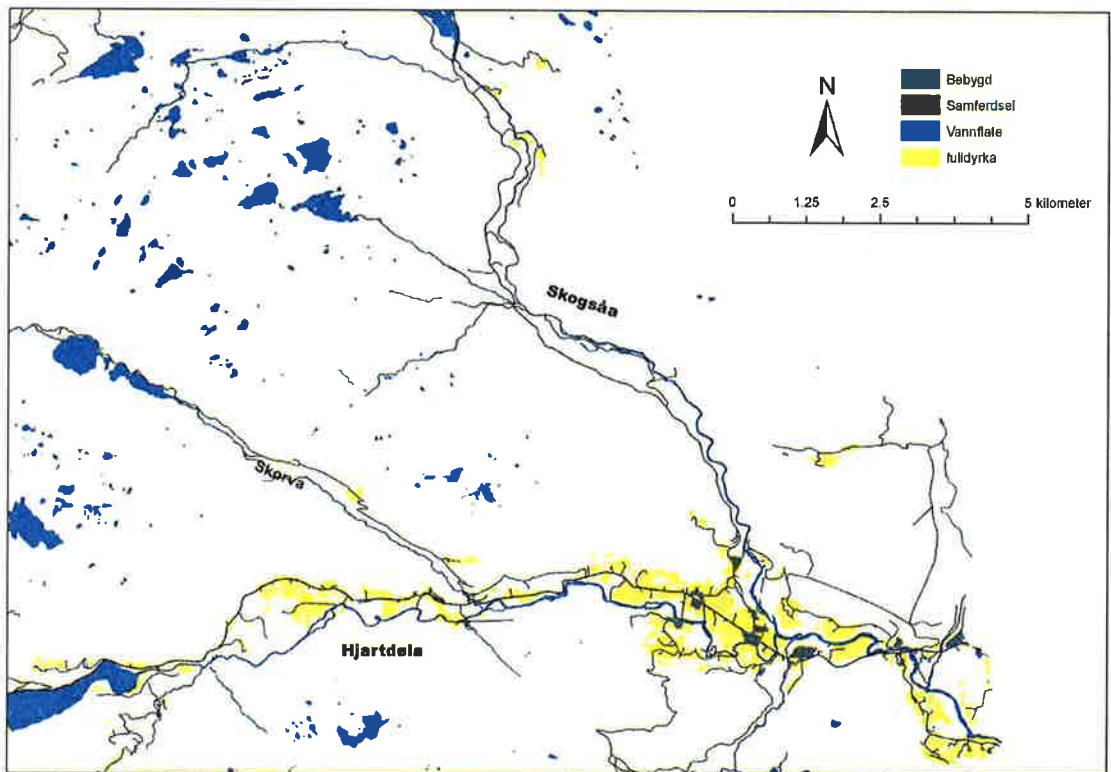 N
Bebygd
Samferdsel
Vannflate
fulldyrka
0 1.25 2.5 5 kilometer
Skogsåa
Skorva
Hjartdøla